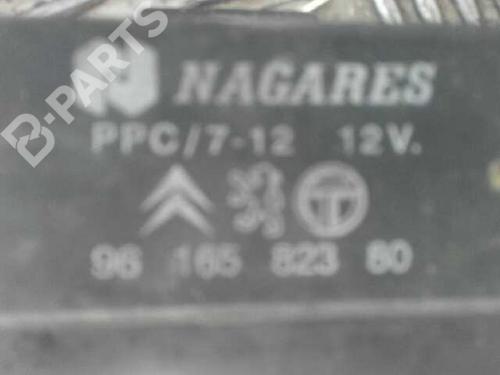 B-PARTS
NAGARES
PPC/7-12 12V.
96 165 823 80